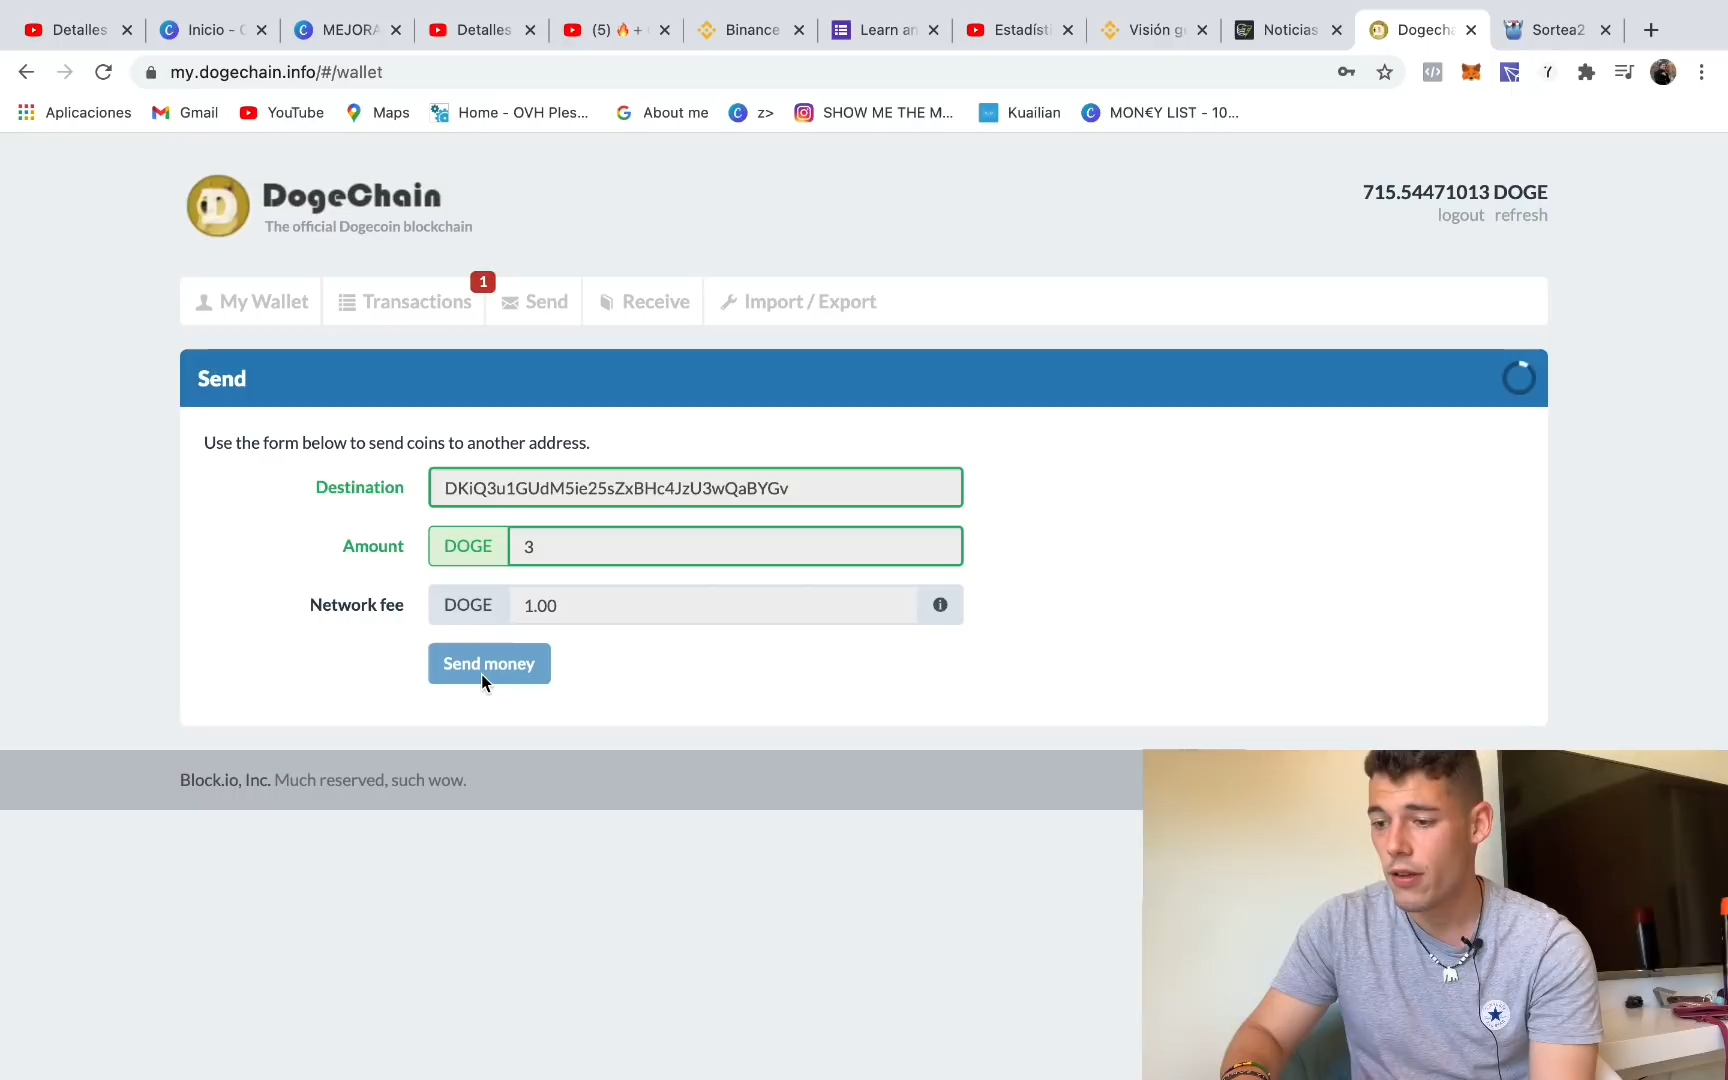 Detalles
Inicio - C
MEJORA
Detalles
(5) 🔥 +
Binance
Learn an
Estadísti
Visión g
Noticias
Dogecha
Sortea2
my.dogechain.info/#/wallet
Aplicaciones
Gmail
YouTube
Maps
Home - OVH Ples...
About me
z>
SHOW ME THE M...
Kuailian
MON€Y LIST - 10...
DogeChain
The official Dogecoin blockchain
715.54471013 DOGE
logout refresh
My Wallet
Transactions
1
Send
Receive
Import / Export
Send
Use the form below to send coins to another address.
Destination
DKiQ3u1GUdM5ie25sZxBHc4JzU3wQaBYGv
Amount
DOGE
3
Network fee
DOGE
1.00
Send money
Block.io, Inc. Much reserved, such wow.